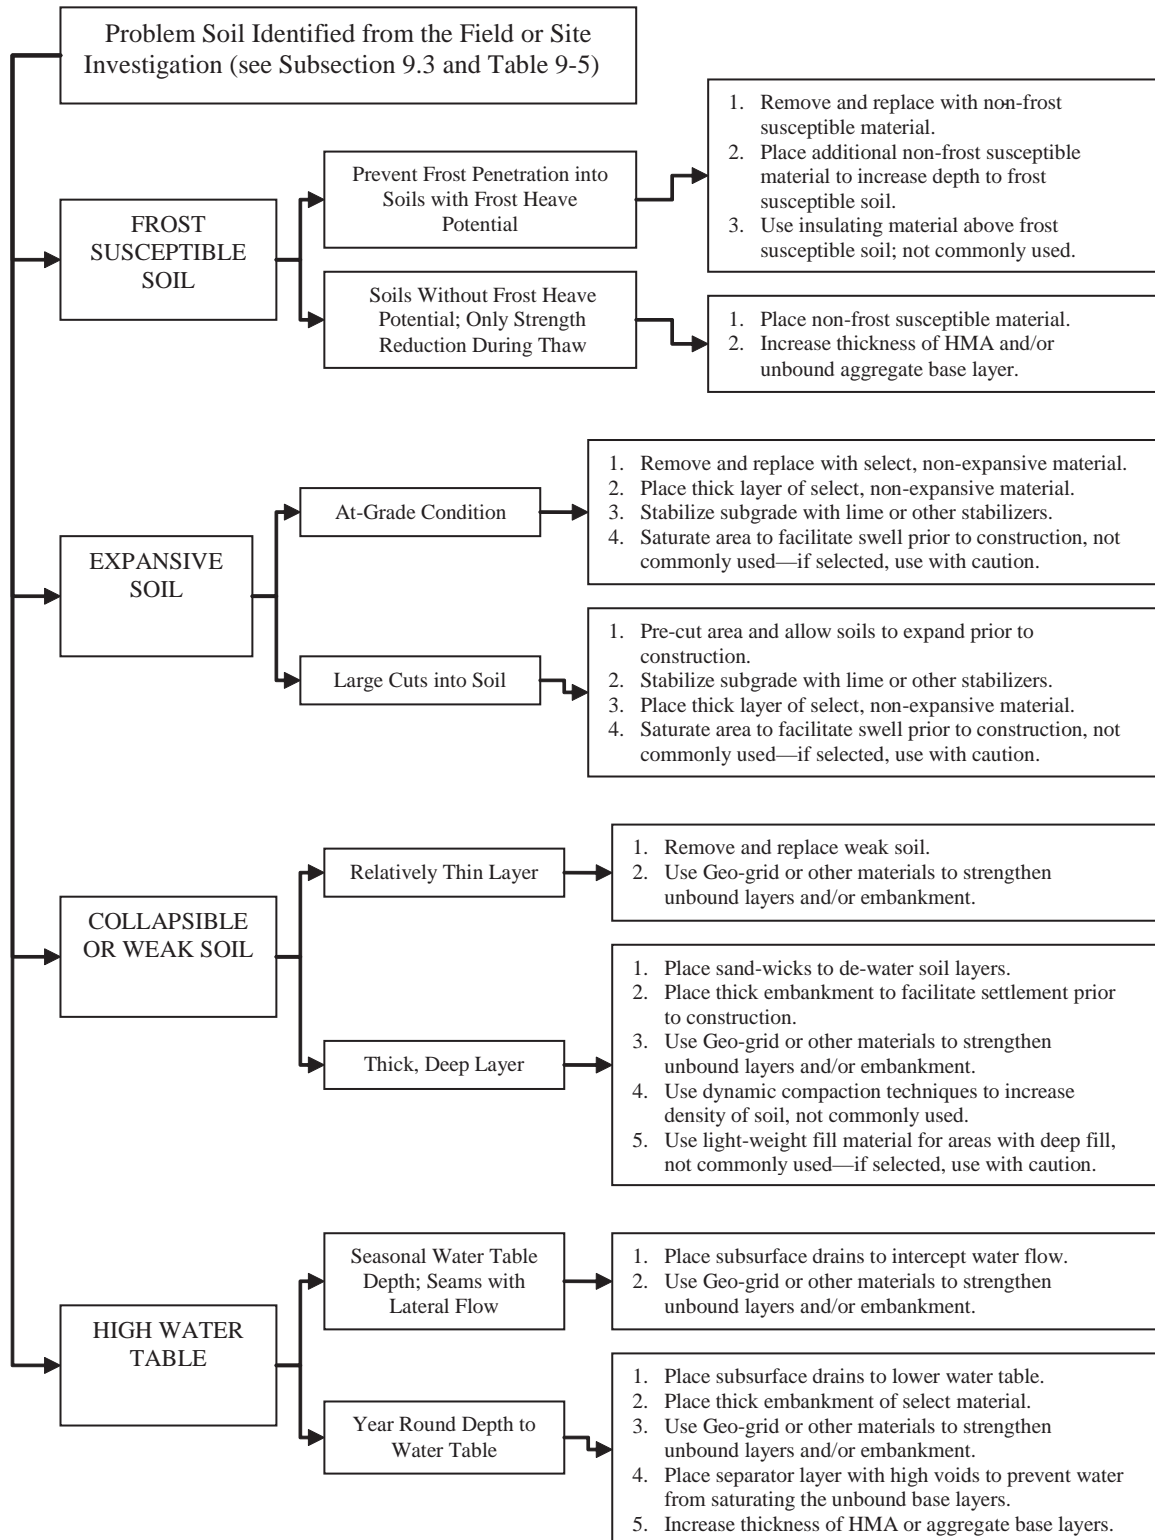 Problem Soil Identified from the Field or Site
Investigation (see Subsection 9.3 and Table 9-5)
FROST
SUSCEPTIBLE
SOIL
Prevent Frost Penetration into
Soils with Frost Heave
Potential
1. Remove and replace with non-frost
susceptible material.
2. Place additional non-frost susceptible
material to increase depth to frost
susceptible soil.
3. Use insulating material above frost
susceptible soil; not commonly used.
Soils Without Frost Heave
Potential; Only Strength
Reduction During Thaw
1. Place non-frost susceptible material.
2. Increase thickness of HMA and/or
unbound aggregate base layer.
EXPANSIVE
SOIL
At-Grade Condition
1. Remove and replace with select, non-expansive material.
2. Place thick layer of select, non-expansive material.
3. Stabilize subgrade with lime or other stabilizers.
4. Saturate area to facilitate swell prior to construction, not
commonly used—if selected, use with caution.
Large Cuts into Soil
1. Pre-cut area and allow soils to expand prior to
construction.
2. Stabilize subgrade with lime or other stabilizers.
3. Place thick layer of select, non-expansive material.
4. Saturate area to facilitate swell prior to construction, not
commonly used—if selected, use with caution.
COLLAPSIBLE
OR WEAK SOIL
Relatively Thin Layer
1. Remove and replace weak soil.
2. Use Geo-grid or other materials to strengthen
unbound layers and/or embankment.
Thick, Deep Layer
1. Place sand-wicks to de-water soil layers.
2. Place thick embankment to facilitate settlement prior
to construction.
3. Use Geo-grid or other materials to strengthen
unbound layers and/or embankment.
4. Use dynamic compaction techniques to increase
density of soil, not commonly used.
5. Use light-weight fill material for areas with deep fill,
not commonly used—if selected, use with caution.
HIGH WATER
TABLE
Seasonal Water Table
Depth; Seams with
Lateral Flow
1. Place subsurface drains to intercept water flow.
2. Use Geo-grid or other materials to strengthen
unbound layers and/or embankment.
Year Round Depth to
Water Table
1. Place subsurface drains to lower water table.
2. Place thick embankment of select material.
3. Use Geo-grid or other materials to strengthen
unbound layers and/or embankment.
4. Place separator layer with high voids to prevent water
from saturating the unbound base layers.
5. Increase thickness of HMA or aggregate base layers.